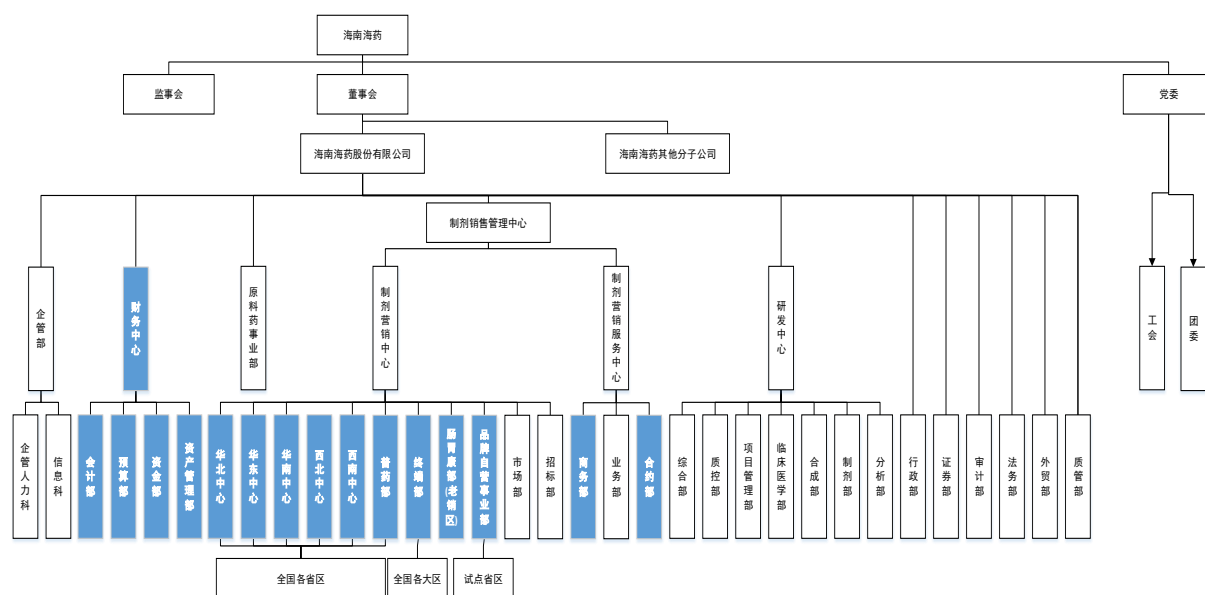 海南海药
监事会
董事会
党委
海南海药股份有限公司
海南海药其他分子公司
制剂销售管理中心
企管部
财务中心
原料药事业部
制剂营销中心
制剂营销服务中心
研发中心
工会
团委
企管人力科
信息科
会计部
预算部
资金部
资产管理部
华北中心
华东中心
华南中心
西北中心
西南中心
普药部
终端部
肠胃康部(老销区)
品牌自营事业部
市场部
招标部
商务部
业务部
合约部
综合部
质控部
项目管理部
临床医学部
合成部
制剂部
分析部
行政部
证券部
审计部
法务部
外贸部
质管部
全国各省区
全国各大区
试点省区